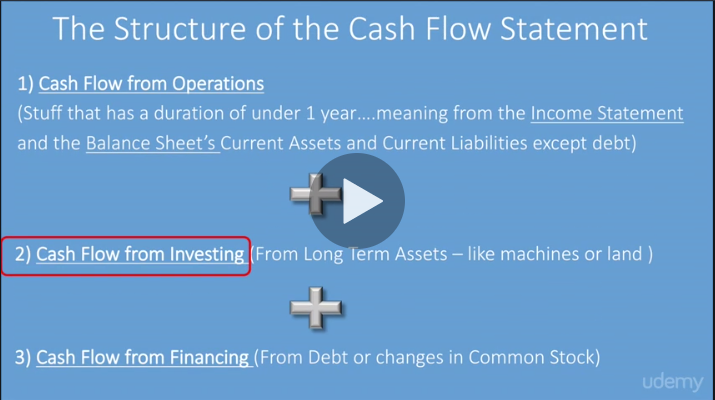 The Structure of the Cash Flow Statement
1) Cash Flow from Operations
(Stuff that has a duration of under 1 year....meaning from the Income Statement
and the Balance Sheet's Current Assets and Current Liabilities except debt)
2) Cash Flow from Investing (From Long Term Assets – like machines or land )
3) Cash Flow from Financing (From Debt or changes in Common Stock)
udemy